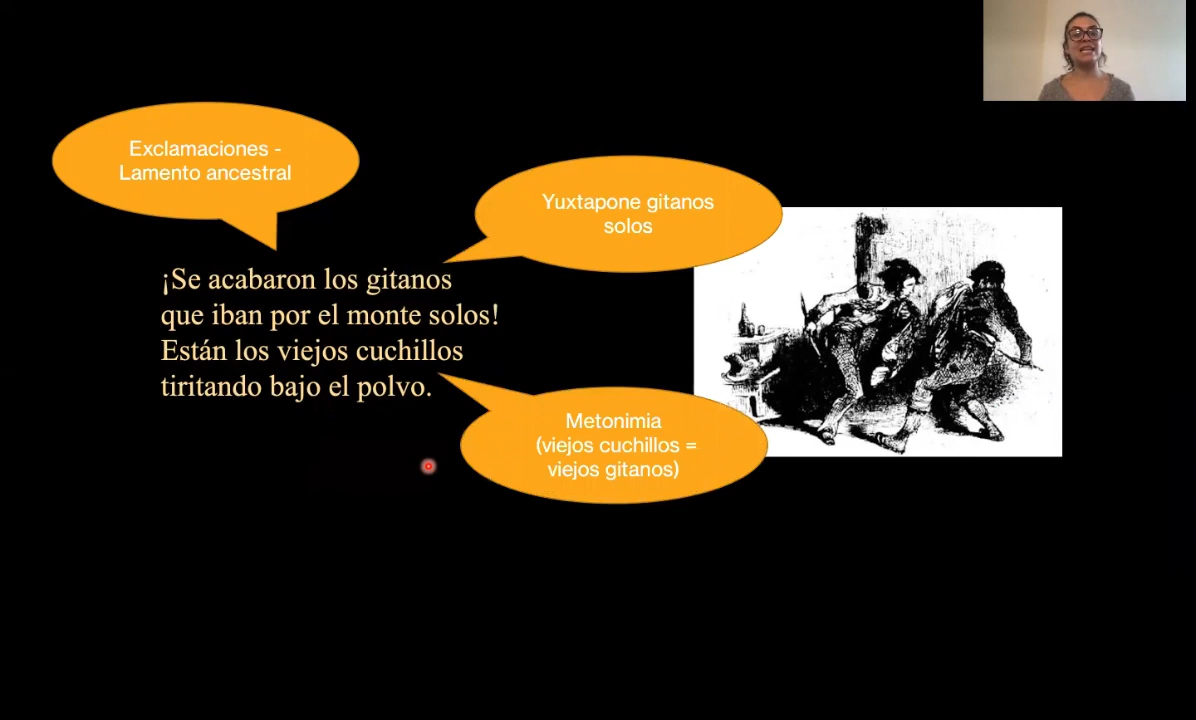 Exclamaciones -
Lamento ancestral
Yuxtapone gitanos
solos
¡Se acabaron los gitanos
que iban por el monte solos!
Están los viejos cuchillos
tiritando bajo el polvo.
Metonimia
(viejos cuchillos =
viejos gitanos)